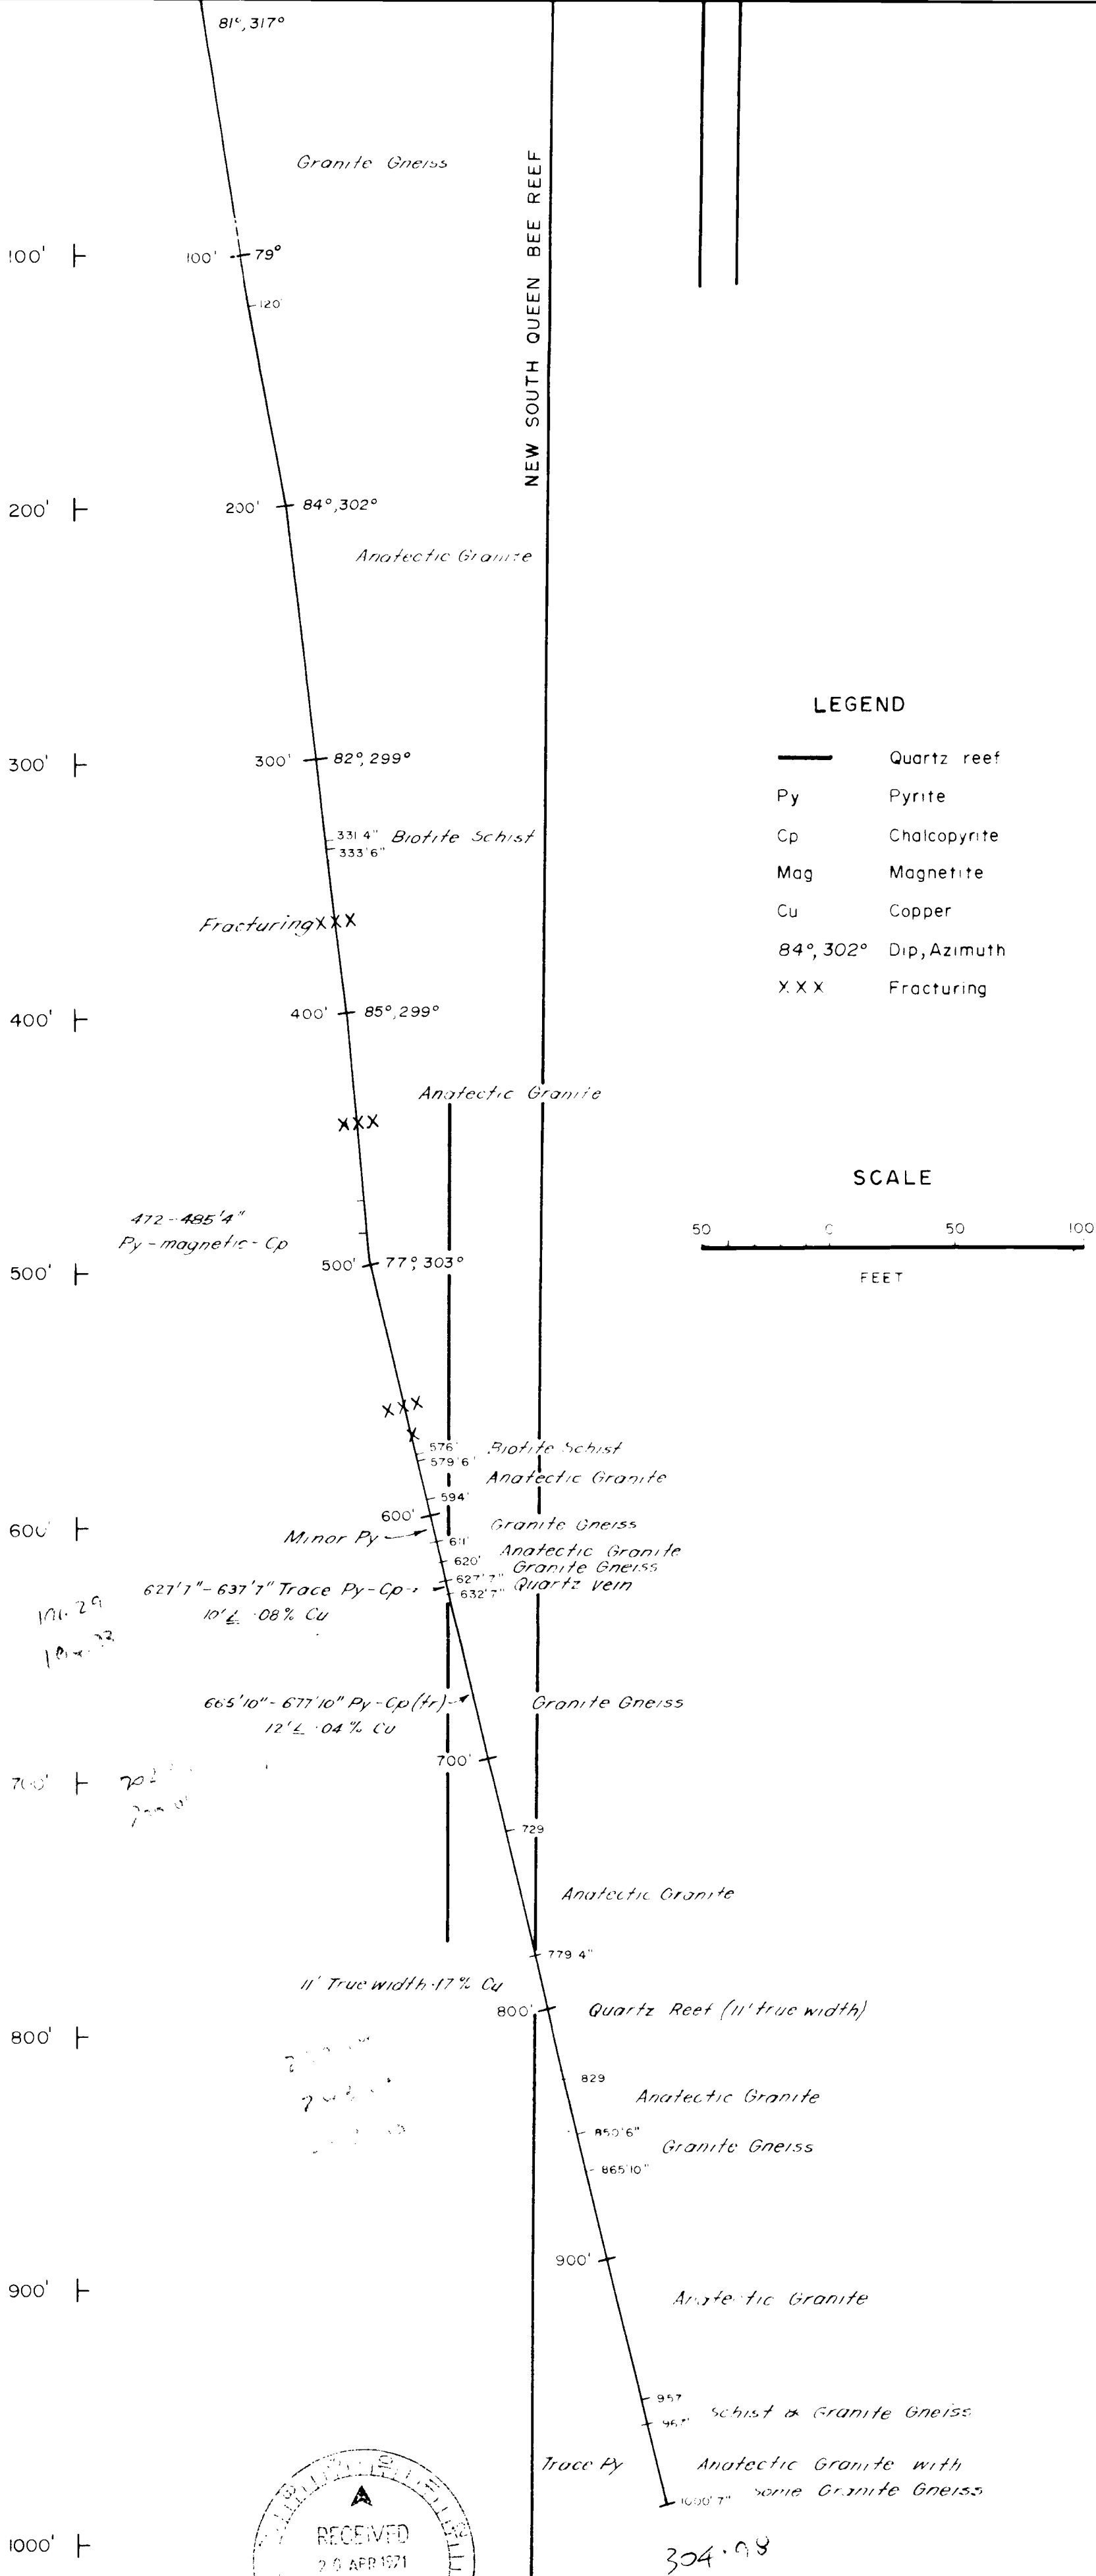 81°, 317°
Granite Gneiss
NEW SOUTH QUEEN BEE REEF
100'
100'
79°
120'
200'
200'
84°, 302°
Anatectic Granite
LEGEND
Quartz reef
Py Pyrite
Cp Chalcopyrite
Mag Magnetite
Cu Copper
84°, 302° Dip, Azimuth
XXX Fracturing
300'
300'
82°, 299°
331 4"
Biotite Schist
333'6"
Fracturing XXX
400'
400'
85°, 299°
Anatectic Granite
XXX
SCALE
50 0 50 100
FEET
472 - 485'4"
Py - magnetic - Cp
500'
500'
77°, 303°
XXX
X
576'
Biotite Schist
579'6"
Anatectic Granite
594'
600'
600'
Granite Gneiss
Minor Py
611'
Anatectic Granite
620'
Granite Gneiss
627'7"
Quartz vein
627'7" - 637'7" Trace Py - Cp
632'7"
10' @ .08% Cu
665'10" - 677'10" Py - Cp (tr)
Granite Gneiss
12' @ .04% Cu
700'
700'
729
Anatectic Granite
779 4"
11' True width .17% Cu
800'
Quartz Reef (11' true width)
800'
829
Anatectic Granite
850'6"
Granite Gneiss
865'10"
900'
900'
Anatectic Granite
957
Schist & Granite Gneiss
967'
Trace Py
Anatectic Granite with
some Granite Gneiss
1000'7"
1000'
RECEIVED
20 APR 1971
304.98